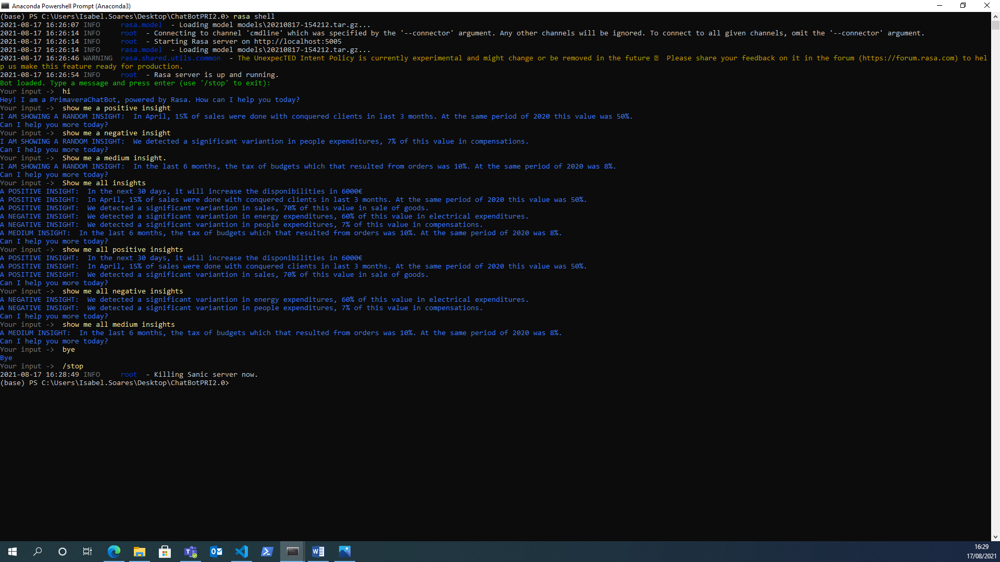 Anaconda Powershell Prompt (Anaconda3)
(base) PS C:\Users\Isabel.Soares\Desktop\ChatBotPRI2.0> rasa shell
2021-08-17 16:26:07 INFO     rasa.model  - Loading model models\20210817-154212.tar.gz...
2021-08-17 16:26:14 INFO     root  - Connecting to channel 'cmdline' which was specified by the '--connector' argument. Any other channels will be ignored. To connect to all given channels, omit the '--connector' argument.
2021-08-17 16:26:14 INFO     root  - Starting Rasa server on http://localhost:5005
2021-08-17 16:26:14 INFO     rasa.model  - Loading model models\20210817-154212.tar.gz...
2021-08-17 16:26:46 WARNING  rasa.shared.utils.common  - The UnexpecTED Intent Policy is currently experimental and might change or be removed in the future   Please share your feedback on it in the forum (https://forum.rasa.com) to hel
p us make this feature ready for production.
2021-08-17 16:26:54 INFO     root  - Rasa server is up and running.
Bot loaded. Type a message and press enter (use '/stop' to exit):
Your input ->  hi
Hey! I am a PrimaveraChatBot, powered by Rasa. How can I help you today?
Your input ->  show me a positive insight
I AM SHOWING A RANDOM INSIGHT:  In April, 15% of sales were done with conquered clients in last 3 months. At the same period of 2020 this value was 50%.
Can I help you more today?
Your input ->  show me a negative insight
I AM SHOWING A RANDOM INSIGHT:  We detected a significant variantion in people expenditures, 7% of this value in compensations.
Can I help you more today?
Your input ->  Show me a medium insight.
I AM SHOWING A RANDOM INSIGHT:  In the last 6 months, the tax of budgets which that resulted from orders was 10%. At the same period of 2020 was 8%.
Can I help you more today?
Your input ->  Show me all insights
A POSITIVE INSIGHT:  In the next 30 days, it will increase the disponibilities in 6000€
A POSITIVE INSIGHT:  In April, 15% of sales were done with conquered clients in last 3 months. At the same period of 2020 this value was 50%.
A POSITIVE INSIGHT:  We detected a significant variantion in sales, 70% of this value in sale of goods.
A NEGATIVE INSIGHT:  We detected a significant variantion in energy expenditures, 60% of this value in electrical expenditures.
A NEGATIVE INSIGHT:  We detected a significant variantion in people expenditures, 7% of this value in compensations.
A MEDIUM INSIGHT:  In the last 6 months, the tax of budgets which that resulted from orders was 10%. At the same period of 2020 was 8%.
Can I help you more today?
Your input ->  show me all positive insights
A POSITIVE INSIGHT:  In the next 30 days, it will increase the disponibilities in 6000€
A POSITIVE INSIGHT:  In April, 15% of sales were done with conquered clients in last 3 months. At the same period of 2020 this value was 50%.
A POSITIVE INSIGHT:  We detected a significant variantion in sales, 70% of this value in sale of goods.
Can I help you more today?
Your input ->  show me all negative insights
A NEGATIVE INSIGHT:  We detected a significant variantion in energy expenditures, 60% of this value in electrical expenditures.
A NEGATIVE INSIGHT:  We detected a significant variantion in people expenditures, 7% of this value in compensations.
Can I help you more today?
Your input ->  show me all medium insights
A MEDIUM INSIGHT:  In the last 6 months, the tax of budgets which that resulted from orders was 10%. At the same period of 2020 was 8%.
Can I help you more today?
Your input ->  bye
Bye
Your input ->  /stop
2021-08-17 16:28:49 INFO     root  - Killing Sanic server now.
(base) PS C:\Users\Isabel.Soares\Desktop\ChatBotPRI2.0>
16:29
17/08/2021